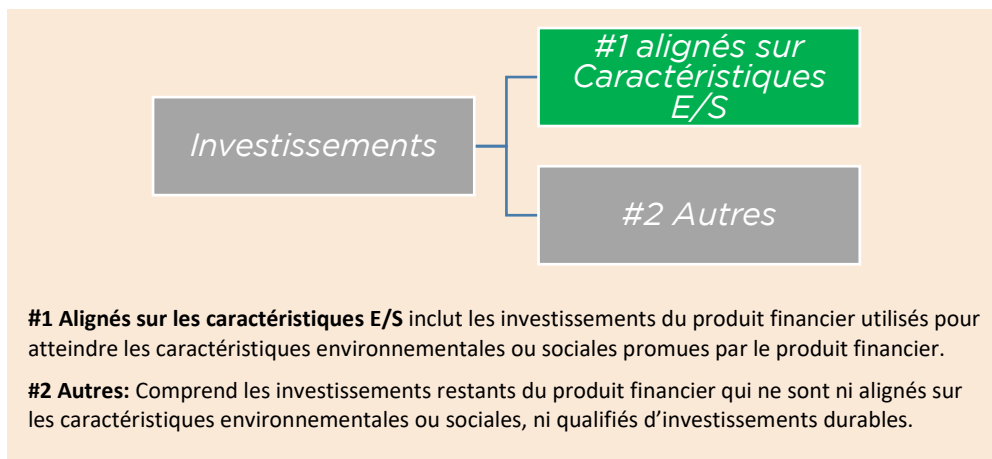 #1 alignés sur
Caractéristiques
E/S
Investissements
#2 Autres
#1 Alignés sur les caractéristiques E/S inclut les investissements du produit financier utilisés pour
atteindre les caractéristiques environnementales ou sociales promues par le produit financier.
#2 Autres: Comprend les investissements restants du produit financier qui ne sont ni alignés sur
les caractéristiques environnementales ou sociales, ni qualifiés d’investissements durables.